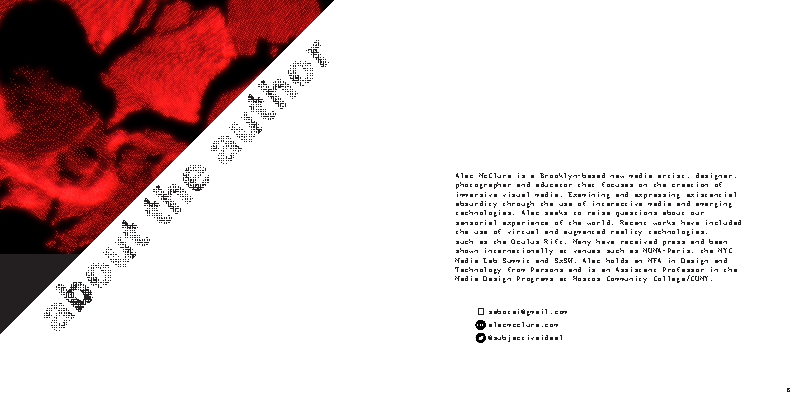 about the author
Alec McClure is a Brooklyn-based new media artist, designer,
photographer and educator that focuses on the creation of
immersive visual media. Examining and expressing existential
absurdity through the use of interactive media and emerging
technologies, Alec seeks to raise questions about our
sensorial experience of the world. Recent works have included
the use of virtual and augmented reality technologies,
such as the Oculus Rift. Many have received press and been
shown internationally at venues such as NUMA-Paris, the NYC
Media Lab Summit and SxSW. Alec holds an MFA in Design and
Technology from Parsons and is an Assistant Professor in the
Media Design Programs at Hostos Community College/CUNY.
alecmcclure.com
@subjectiveideal